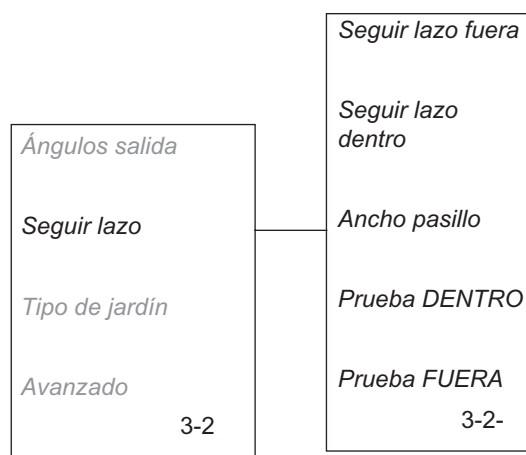 Ángulos salida
Seguir lazo
Tipo de jardín
Avanzado
3-2
Seguir lazo fuera
Seguir lazo
dentro
Ancho pasillo
Prueba DENTRO
Prueba FUERA
3-2-